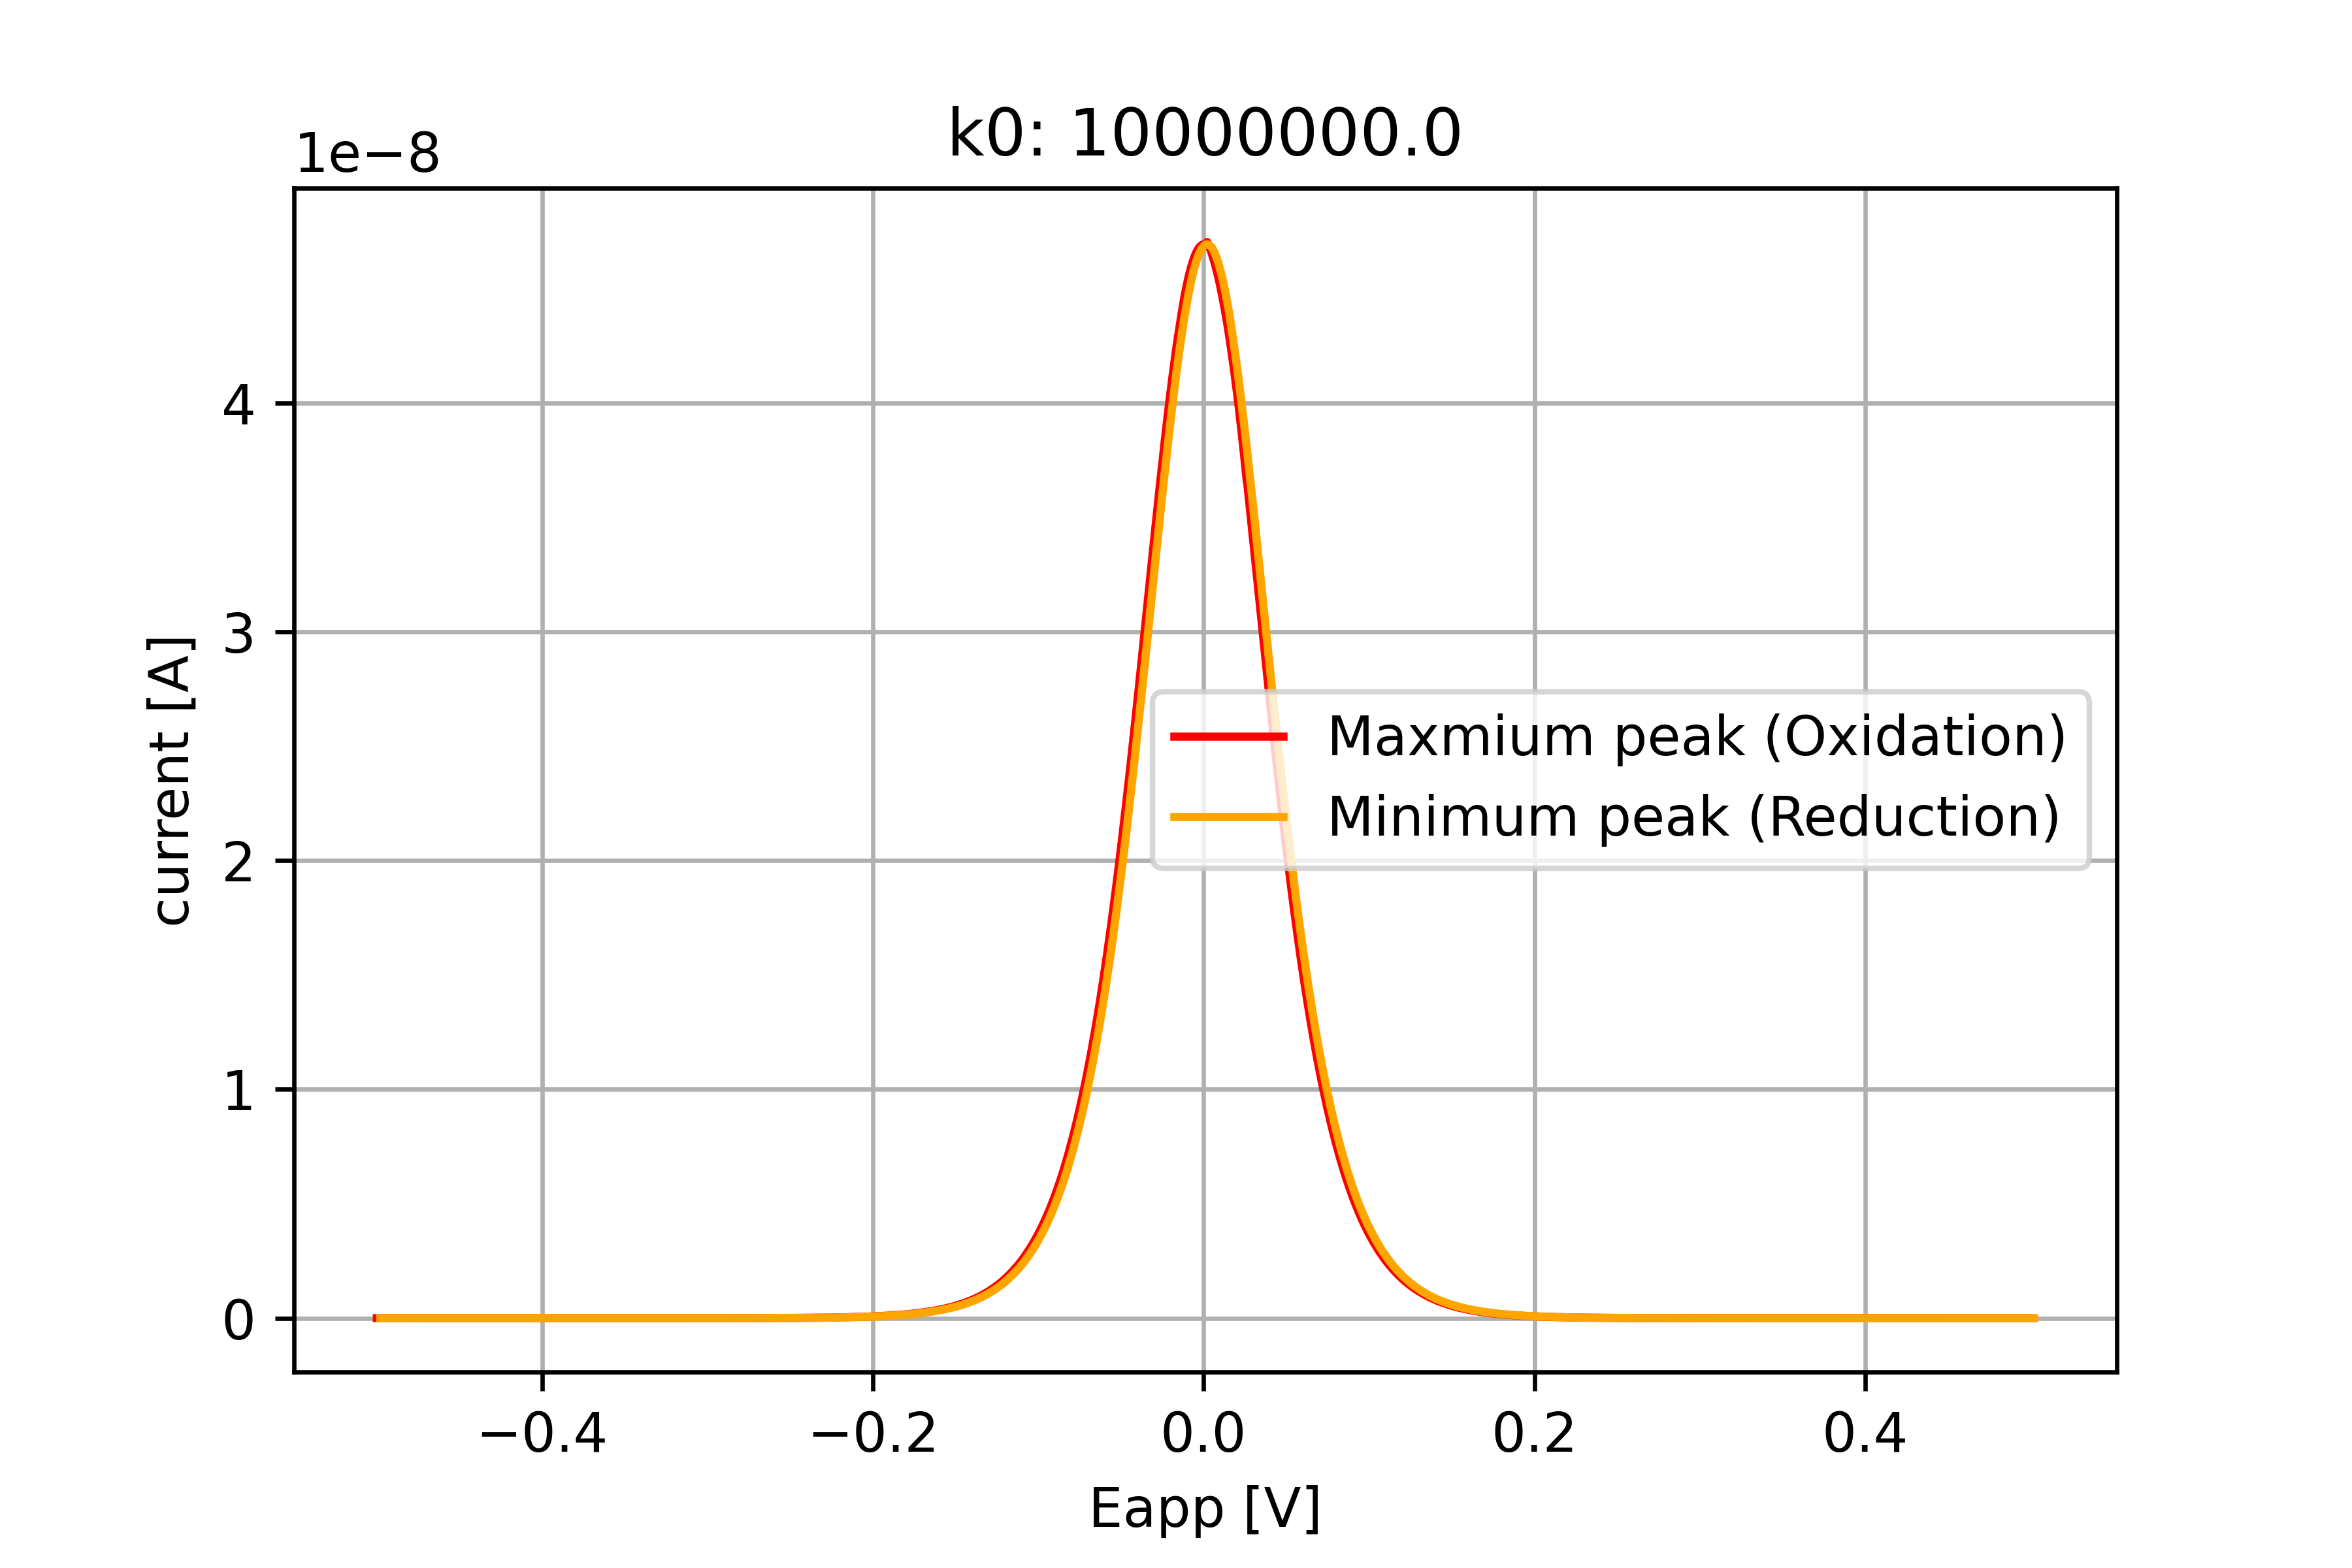 k0: 10000000.0
1e−8
4
3
2
1
0
current [A]
Maxmium peak (Oxidation)
Minimum peak (Reduction)
−0.4
−0.2
0.0
0.2
0.4
Eapp [V]